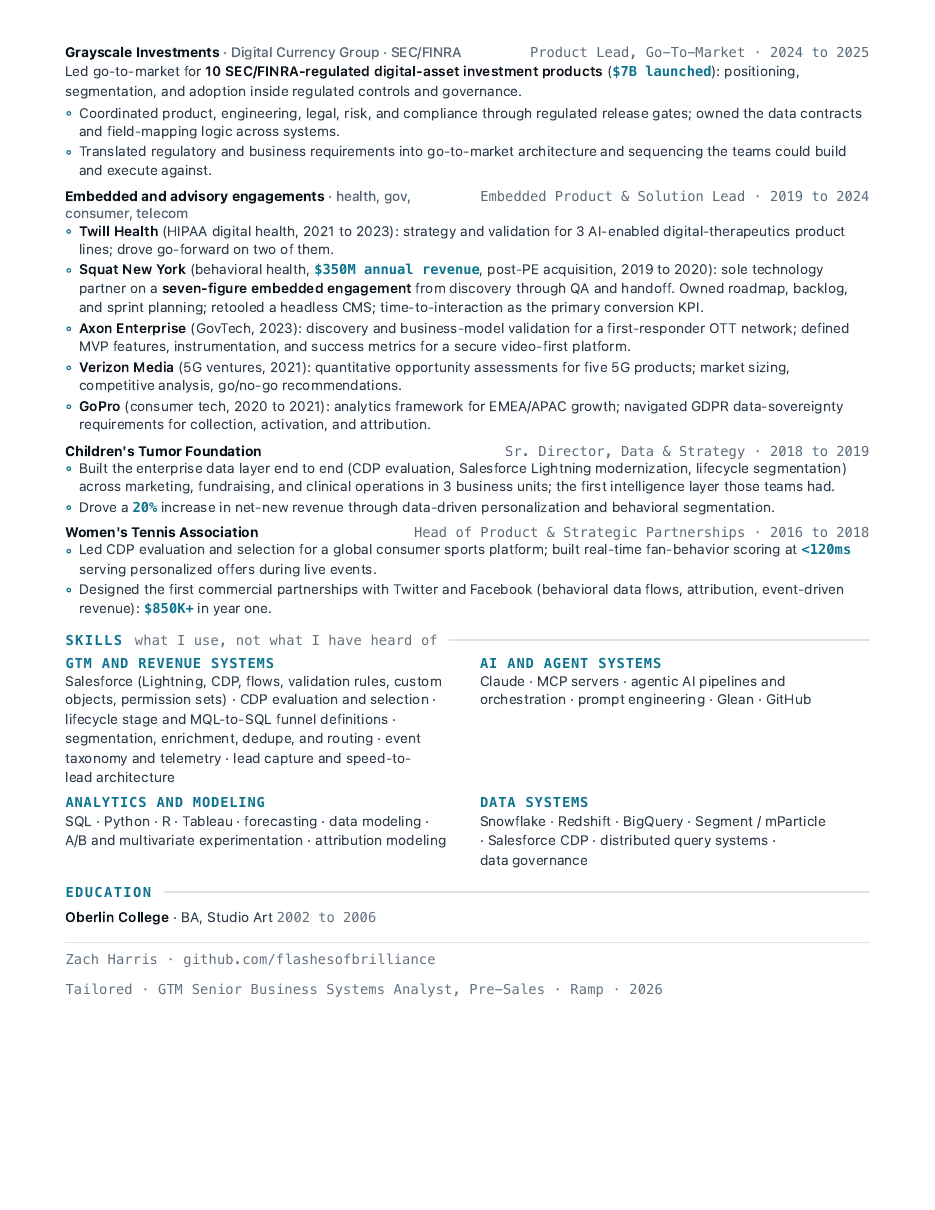 Grayscale Investments · Digital Currency Group · SEC/FINRA Product Lead, Go-To-Market · 2024 to 2025
Led go-to-market for 10 SEC/FINRA-regulated digital-asset investment products ($7B launched): positioning,
segmentation, and adoption inside regulated controls and governance.
Coordinated product, engineering, legal, risk, and compliance through regulated release gates; owned the data contracts
and field-mapping logic across systems.
Translated regulatory and business requirements into go-to-market architecture and sequencing the teams could build
and execute against.
Embedded and advisory engagements · health, gov, Embedded Product & Solution Lead · 2019 to 2024
consumer, telecom
Twill Health (HIPAA digital health, 2021 to 2023): strategy and validation for 3 AI-enabled digital-therapeutics product
lines; drove go-forward on two of them.
Squat New York (behavioral health, $350M annual revenue, post-PE acquisition, 2019 to 2020): sole technology
partner on a seven-figure embedded engagement from discovery through QA and handoff. Owned roadmap, backlog,
and sprint planning; retooled a headless CMS; time-to-interaction as the primary conversion KPI.
Axon Enterprise (GovTech, 2023): discovery and business-model validation for a first-responder OTT network; defined
MVP features, instrumentation, and success metrics for a secure video-first platform.
Verizon Media (5G ventures, 2021): quantitative opportunity assessments for five 5G products; market sizing,
competitive analysis, go/no-go recommendations.
GoPro (consumer tech, 2020 to 2021): analytics framework for EMEA/APAC growth; navigated GDPR data-sovereignty
requirements for collection, activation, and attribution.
Children's Tumor Foundation Sr. Director, Data & Strategy · 2018 to 2019
Built the enterprise data layer end to end (CDP evaluation, Salesforce Lightning modernization, lifecycle segmentation)
across marketing, fundraising, and clinical operations in 3 business units; the first intelligence layer those teams had.
Drove a 20% increase in net-new revenue through data-driven personalization and behavioral segmentation.
Women's Tennis Association Head of Product & Strategic Partnerships · 2016 to 2018
Led CDP evaluation and selection for a global consumer sports platform; built real-time fan-behavior scoring at <120ms
serving personalized offers during live events.
Designed the first commercial partnerships with Twitter and Facebook (behavioral data flows, attribution, event-driven
revenue): $850K+ in year one.
SKILLS what I use, not what I have heard of
GTM AND REVENUE SYSTEMS
Salesforce (Lightning, CDP, flows, validation rules, custom
objects, permission sets) · CDP evaluation and selection ·
lifecycle stage and MQL-to-SQL funnel definitions ·
segmentation, enrichment, dedupe, and routing · event
taxonomy and telemetry · lead capture and speed-to-
lead architecture
AI AND AGENT SYSTEMS
Claude · MCP servers · agentic AI pipelines and
orchestration · prompt engineering · Glean · GitHub
ANALYTICS AND MODELING
SQL · Python · R · Tableau · forecasting · data modeling ·
A/B and multivariate experimentation · attribution modeling
DATA SYSTEMS
Snowflake · Redshift · BigQuery · Segment / mParticle
· Salesforce CDP · distributed query systems ·
data governance
EDUCATION
Oberlin College · BA, Studio Art 2002 to 2006
Zach Harris · github.com/flashesofbrilliance
Tailored · GTM Senior Business Systems Analyst, Pre-Sales · Ramp · 2026